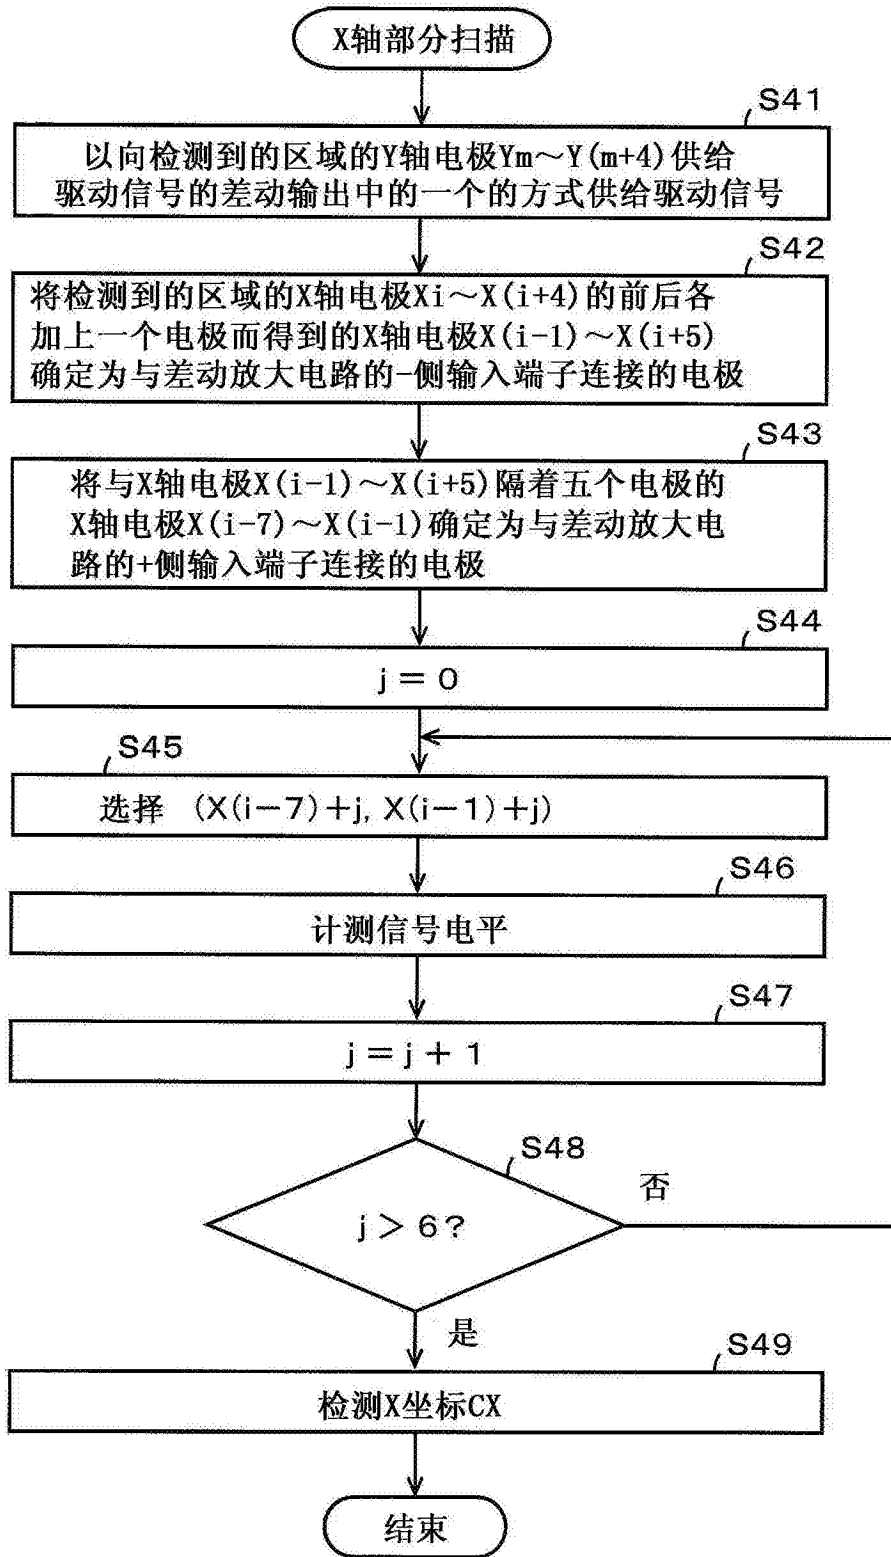 X轴部分扫描
S41
以向检测到的区域的Y轴电极Ym～Y(m+4)供给
驱动信号的差动输出中的一个的方式供给驱动信号
S42
将检测到的区域的X轴电极Xi～X(i+4)的前后各
加上一个电极而得到的X轴电极X(i-1)～X(i+5)
确定为与差动放大电路的-侧输入端子连接的电极
S43
将与X轴电极X(i-1)～X(i+5)隔着五个电极的
X轴电极X(i-7)～X(i-1)确定为与差动放大电
路的+侧输入端子连接的电极
S44
j＝0
S45
选择 (X(i－7)＋j, X(i－1)＋j)
S46
计测信号电平
S47
j＝j＋1
S48
j＞6?
否
是
S49
检测X坐标CX
结束